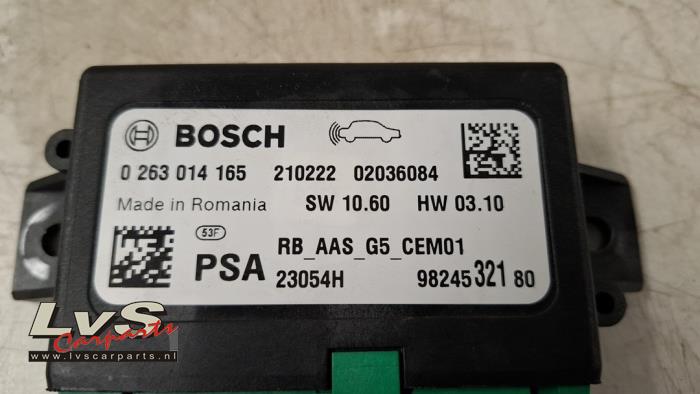 BOSCH
0 263 014 165 210222 02036084
Made in Romania SW 10.60 HW 03.10
53F RB_AAS_G5_CEM01
PSA 23054H 98245 321 80
LvS
Carparts
www.lvscarparts.nl